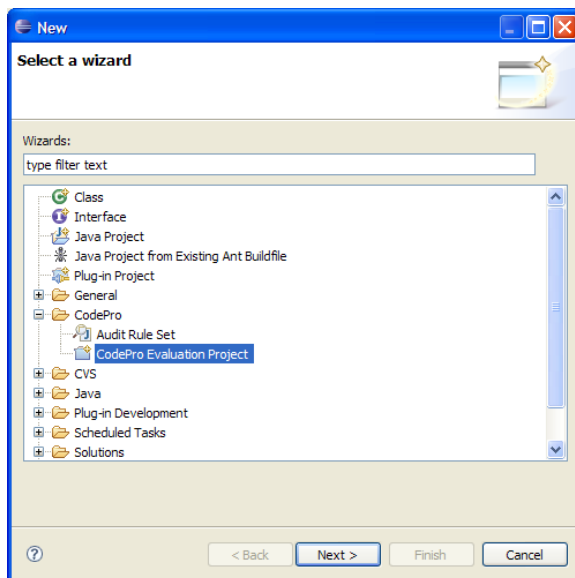 New
Select a wizard
Wizards:
type filter text
Class
Interface
Java Project
Java Project from Existing Ant Buildfile
Plug-in Project
General
CodePro
Audit Rule Set
CodePro Evaluation Project
CVS
Java
Plug-in Development
Scheduled Tasks
Solutions
< Back Next > Finish Cancel